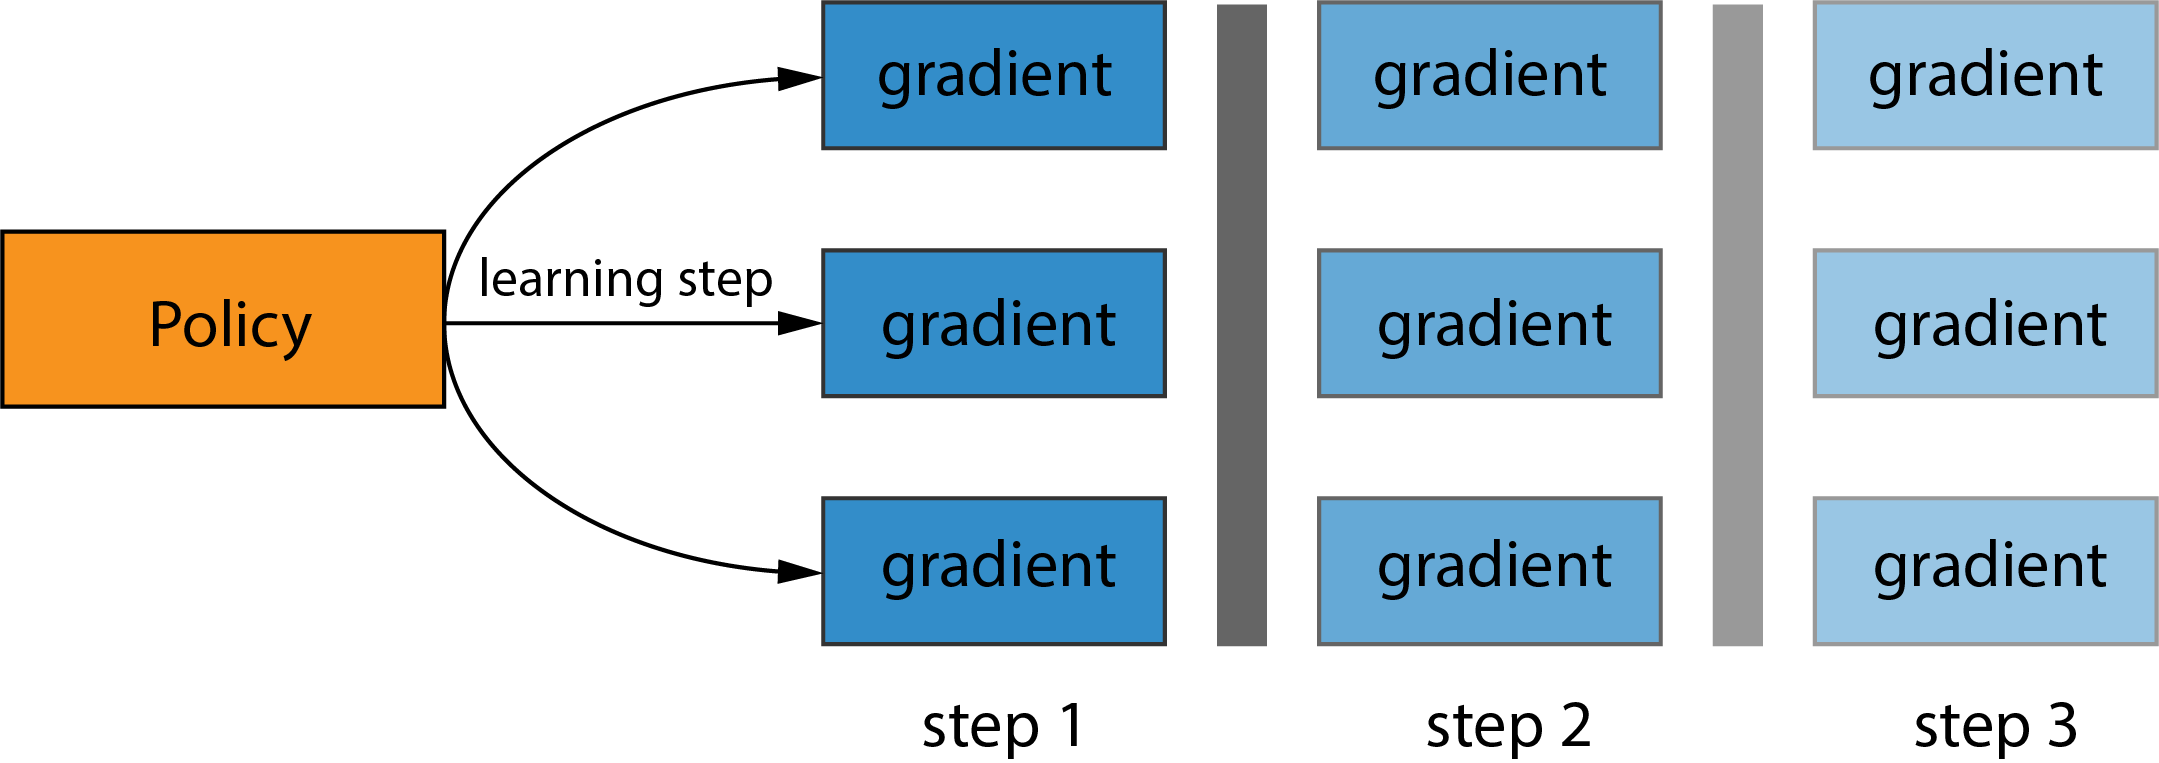 gradient
gradient
gradient
learning step
Policy
gradient
gradient
gradient
gradient
gradient
gradient
step 1
step 2
step 3